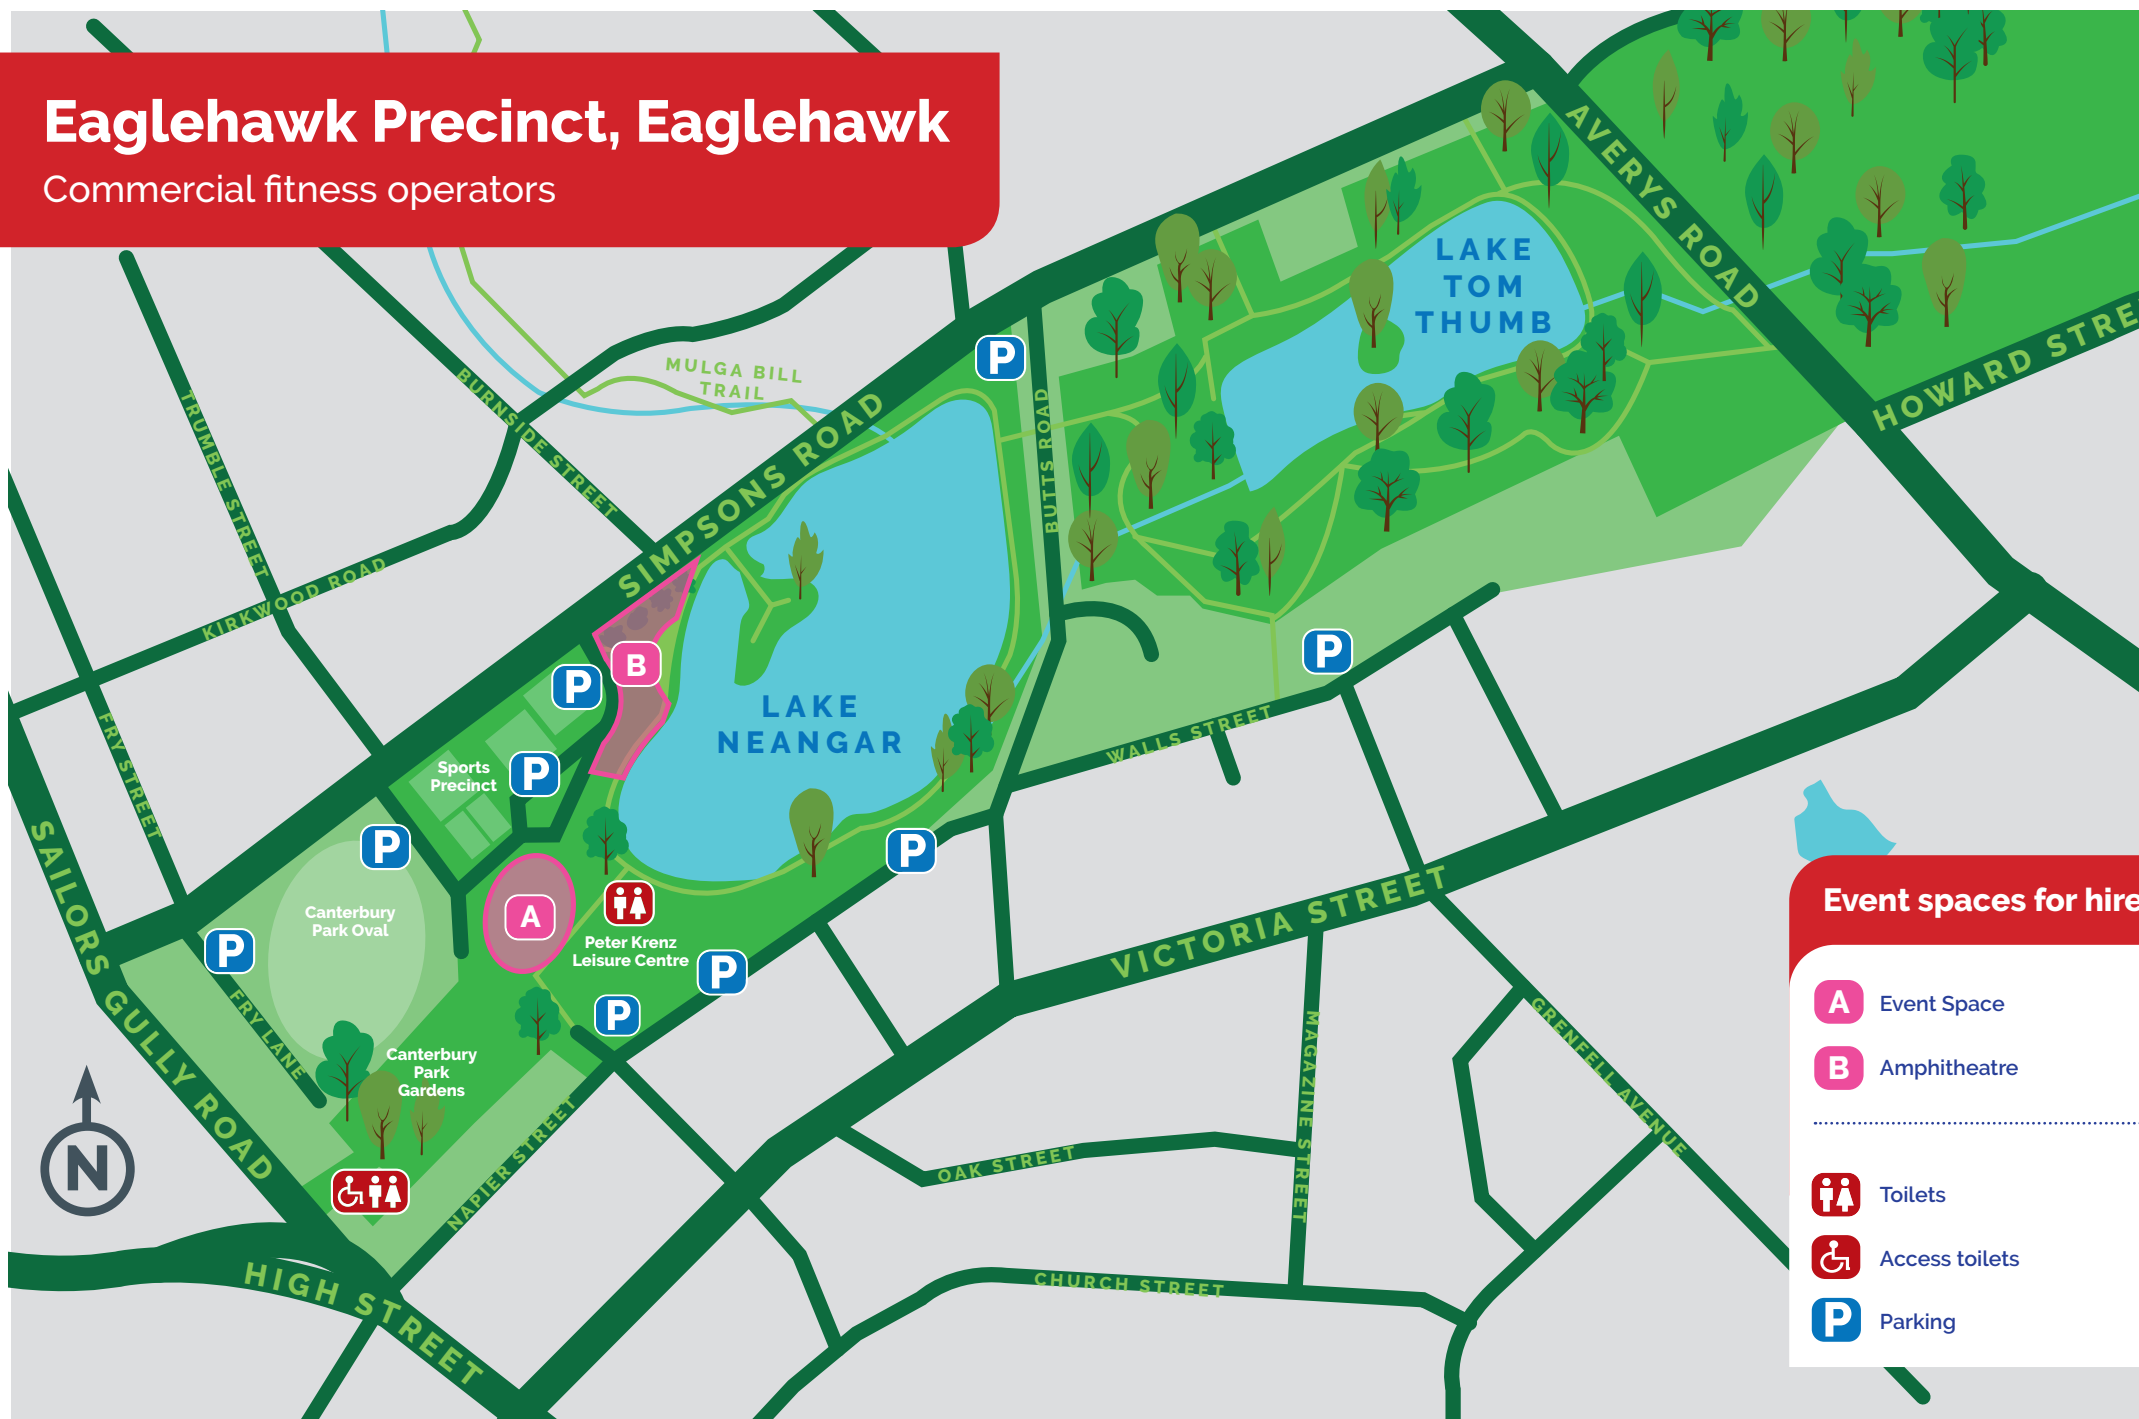 Eaglehawk Precinct, Eaglehawk
Commercial fitness operators
AVERYS ROAD
HOWARD STRE
LAKE
TOM
THUMB
MULGA BILL
TRAIL
P
BURNSIDE STREET
TRUMBLE STREET
SIMPSONS ROAD
BUTTS ROAD
KIRKWOOD ROAD
B
P
P
LAKE
NEANGAR
WALLS STREET
FRY STREET
Sports
Precinct
P
P
P
SAILORS GULLY ROAD
Canterbury
Park Oval
A
Peter Krenz
Leisure Centre
P
P
P
VICTORIA STREET
FRY LANE
Canterbury
Park
Gardens
MAGAZINE STREET
GRENFELL AVENUE
N
NAPIER STREET
OAK STREET
CHURCH STREET
HIGH STREET
Event spaces for hire
A Event Space
B Amphitheatre
Toilets
Access toilets
P Parking